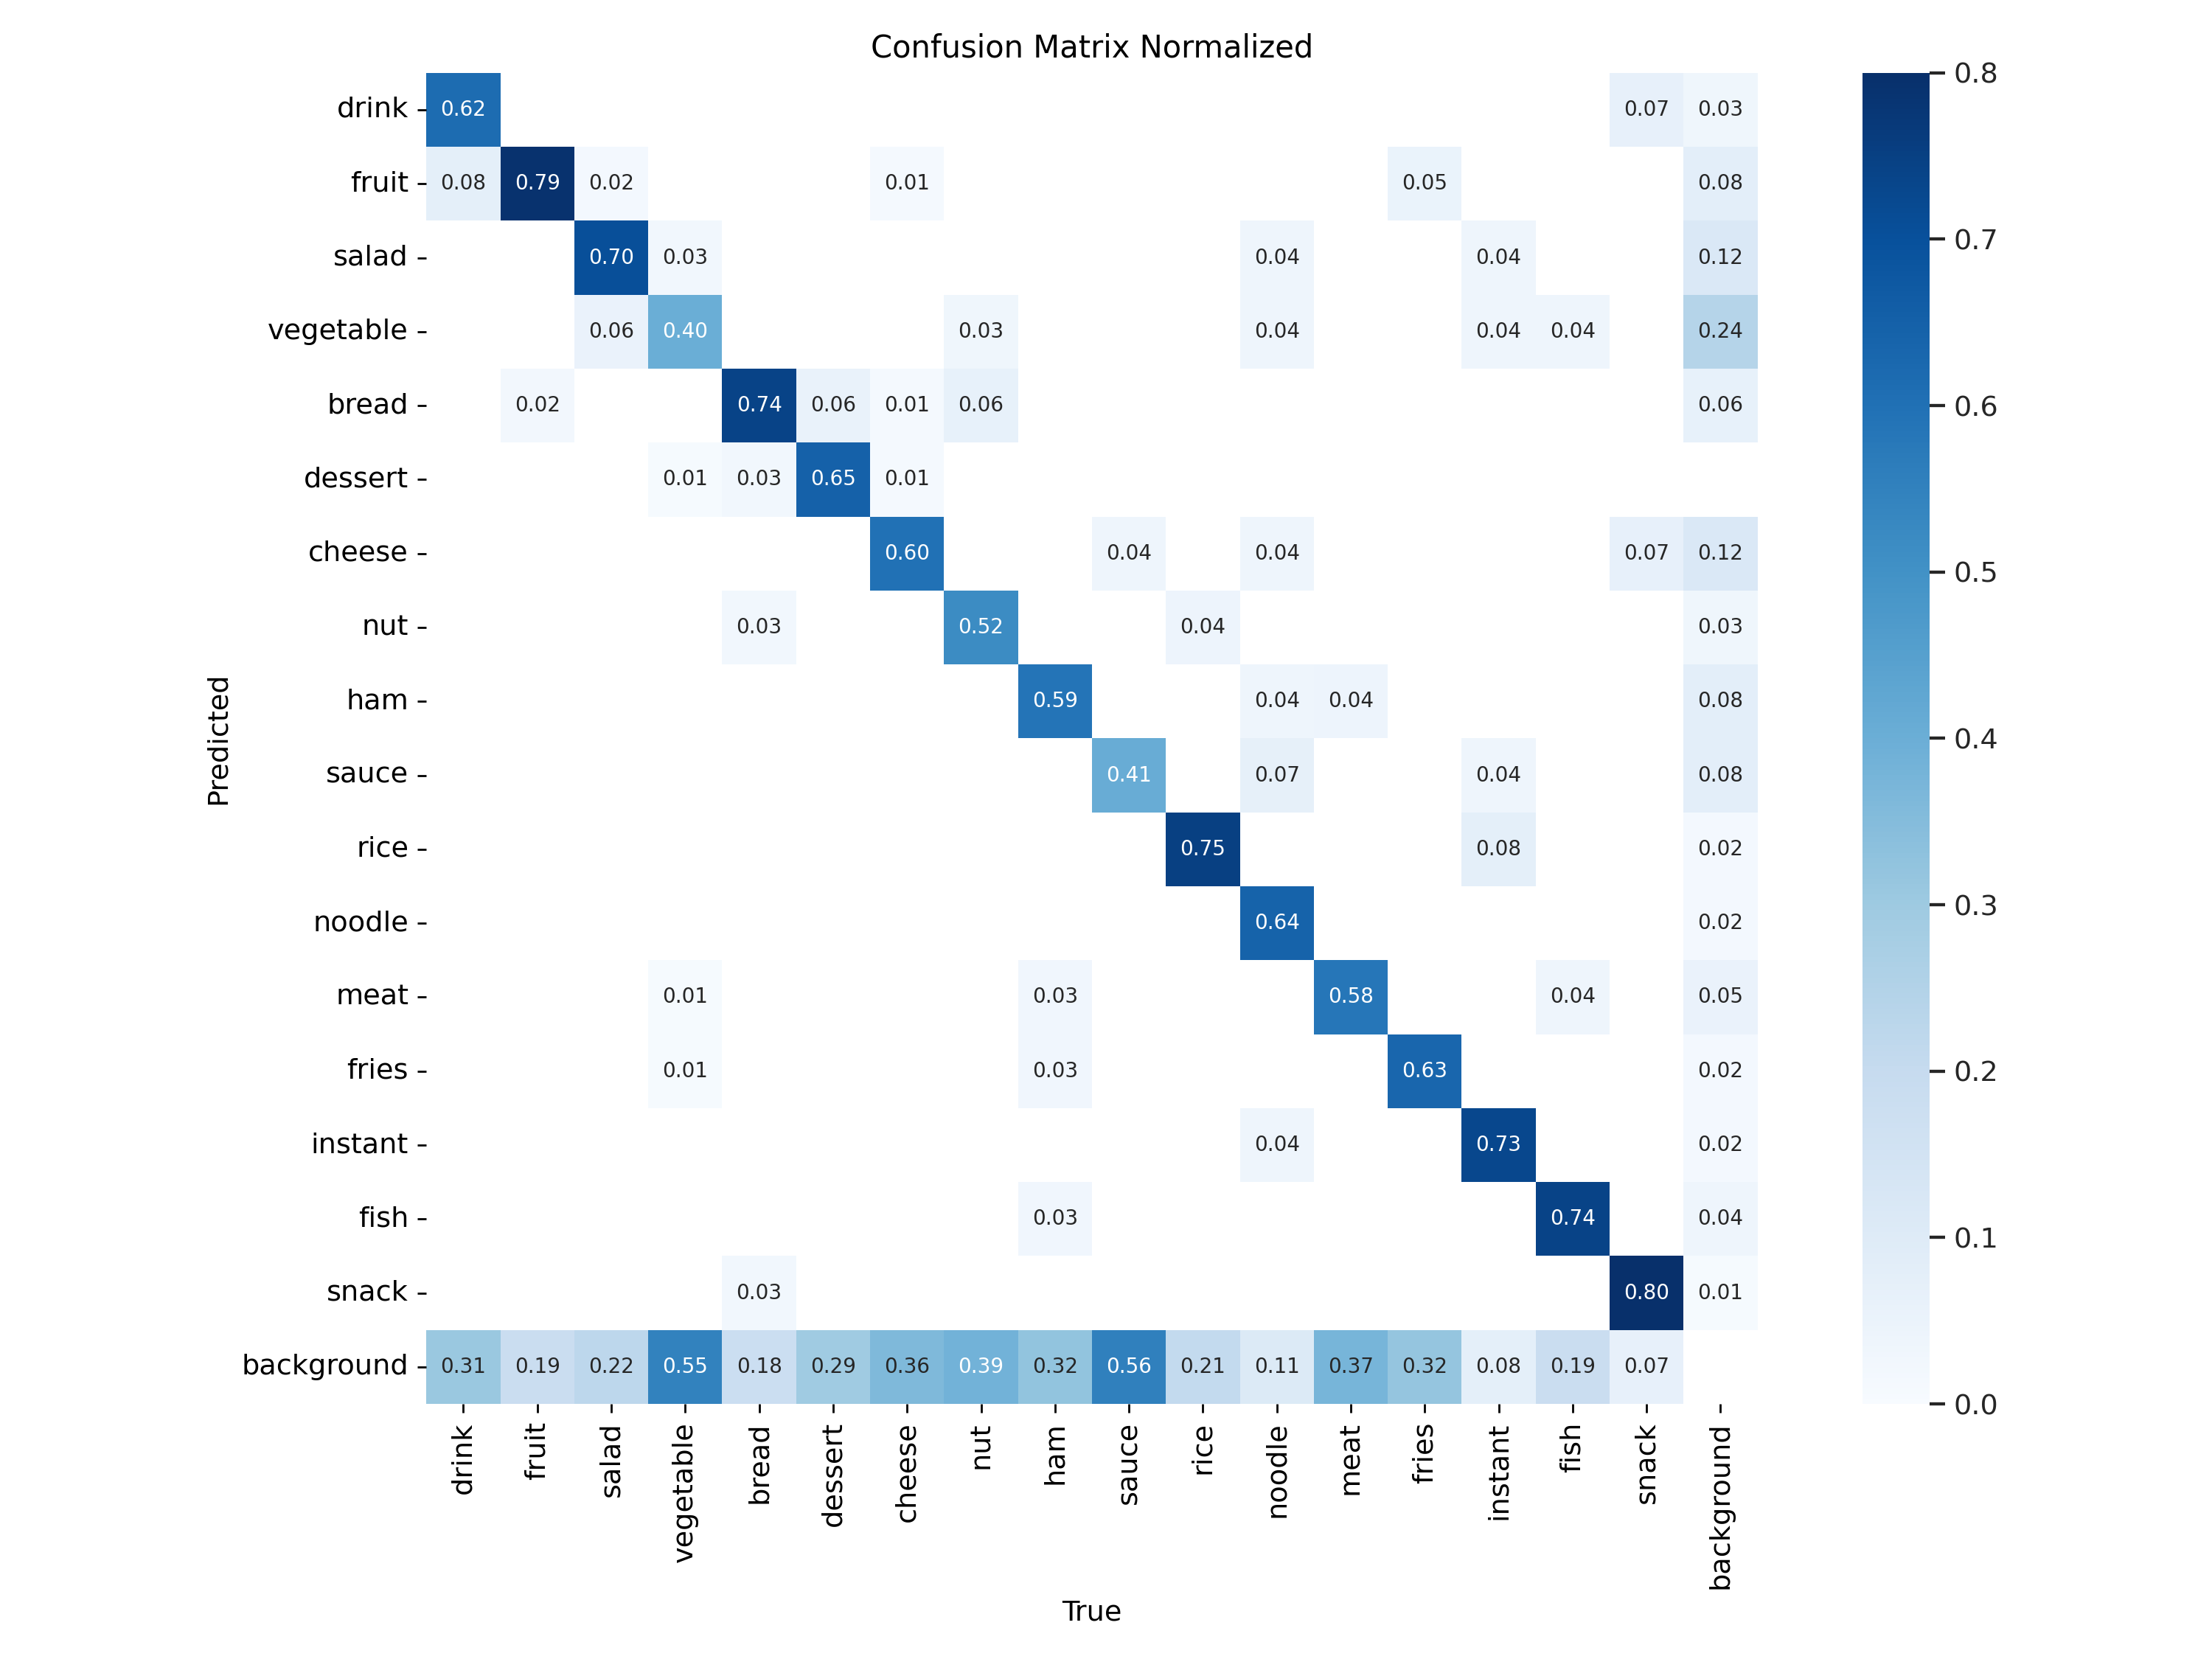 Confusion Matrix Normalized
drink 0.62 0.07 0.03
fruit 0.08 0.79 0.02 0.01 0.05 0.08
salad 0.70 0.03 0.04 0.04 0.12
vegetable 0.06 0.40 0.03 0.04 0.04 0.04 0.24
bread 0.02 0.74 0.06 0.01 0.06 0.06
dessert 0.01 0.03 0.65 0.01
cheese 0.60 0.04 0.04 0.07 0.12
nut 0.03 0.52 0.04 0.03
ham 0.59 0.04 0.04 0.08
sauce 0.41 0.07 0.04 0.08
rice 0.75 0.08 0.02
noodle 0.64 0.02
meat 0.01 0.03 0.58 0.04 0.05
fries 0.01 0.03 0.63 0.02
instant 0.04 0.73 0.02
fish 0.03 0.74 0.04
snack 0.03 0.80 0.01
background 0.31 0.19 0.22 0.55 0.18 0.29 0.36 0.39 0.32 0.56 0.21 0.11 0.37 0.32 0.08 0.19 0.07
drink fruit salad vegetable bread dessert cheese nut ham sauce rice noodle meat fries instant fish snack background
True
Predicted
0.8
0.7
0.6
0.5
0.4
0.3
0.2
0.1
0.0